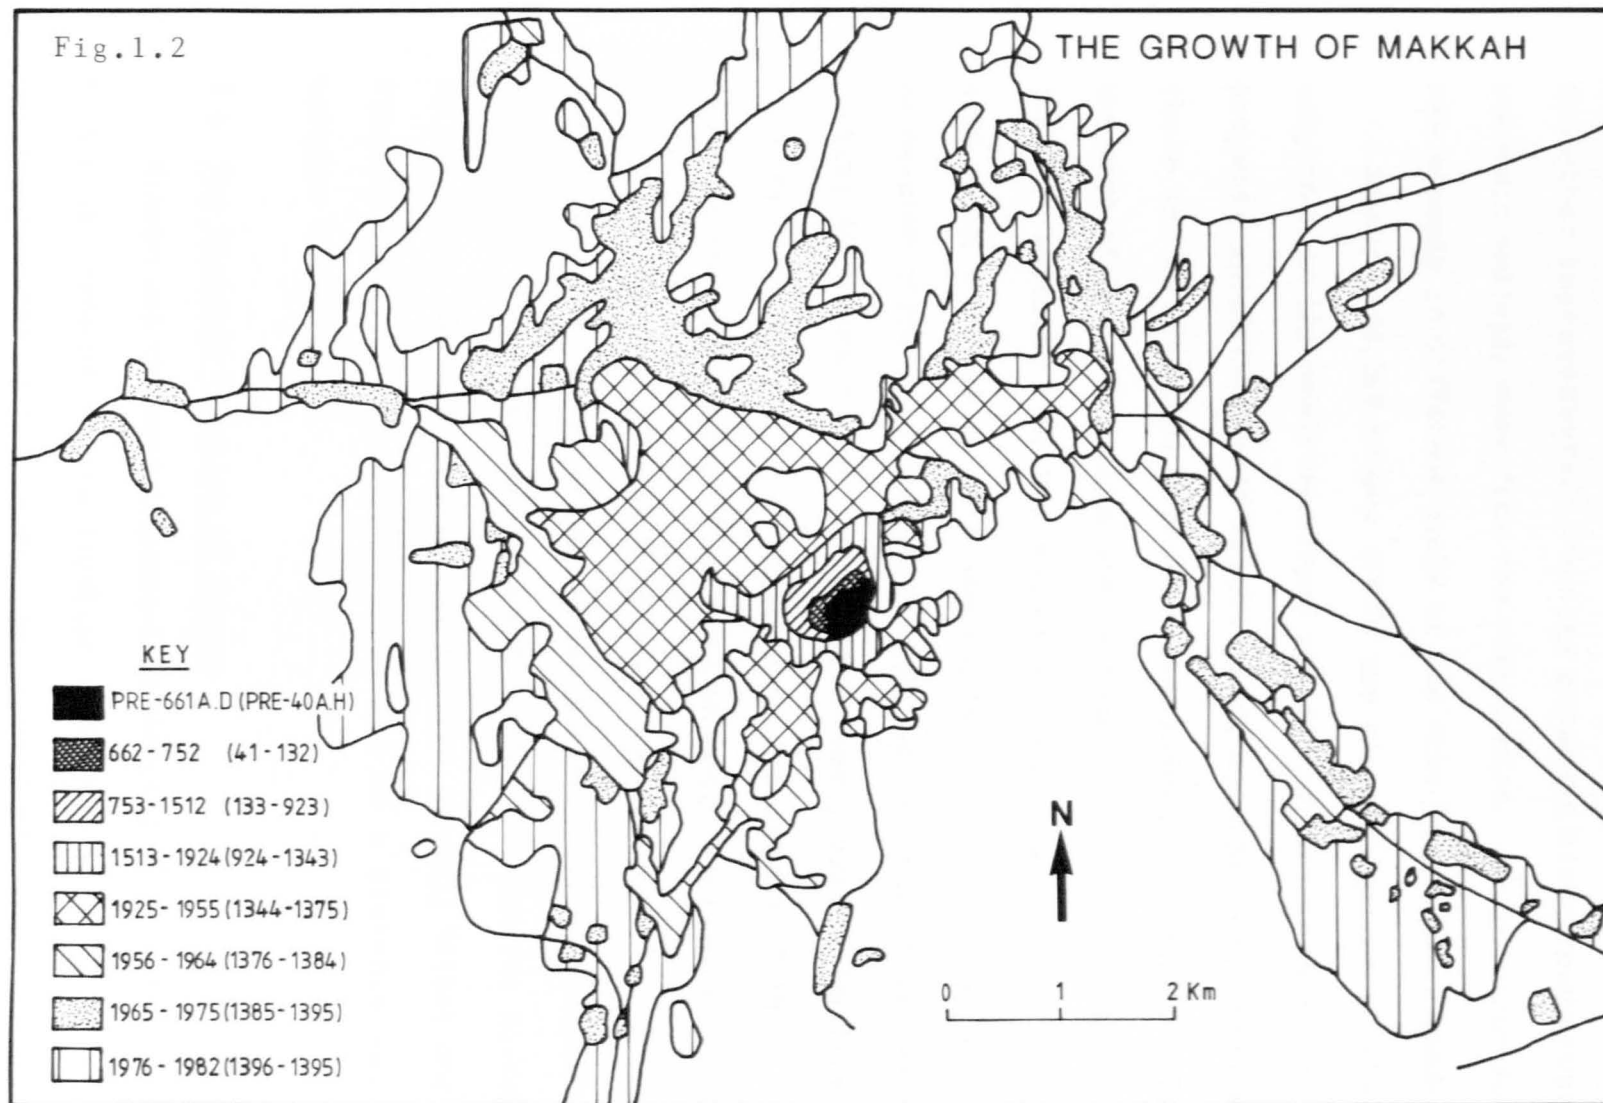 Fig.1.2
THE GROWTH OF MAKKAH
KEY
PRE-661A.D (PRE-40A.H)
662-752 (41-132)
753-1512 (133-923)
1513-1924(924-1343)
1925-1955(1344-1375)
1956-1964(1376-1384)
1965-1975(1385-1395)
1976-1982(1396-1395)
N
0 1 2 Km